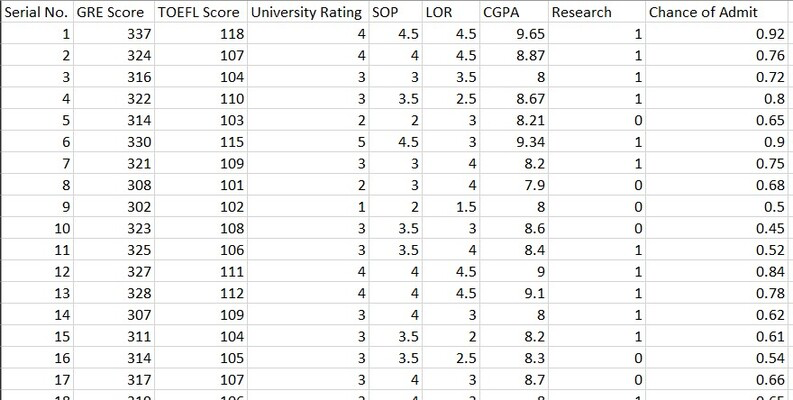 Serial No. GRE Score TOEFL Score University Rating SOP LOR CGPA Research Chance of Admit
1 337 118 4 4.5 4.5 9.65 1 0.92
2 324 107 4 4 4.5 8.87 1 0.76
3 316 104 3 3 3.5 8 1 0.72
4 322 110 3 3.5 2.5 8.67 1 0.8
5 314 103 2 2 3 8.21 0 0.65
6 330 115 5 4.5 3 9.34 1 0.9
7 321 109 3 3 4 8.2 1 0.75
8 308 101 2 3 4 7.9 0 0.68
9 302 102 1 2 1.5 8 0 0.5
10 323 108 3 3.5 3 8.6 0 0.45
11 325 106 3 3.5 4 8.4 1 0.52
12 327 111 4 4 4.5 9 1 0.84
13 328 112 4 4 4.5 9.1 1 0.78
14 307 109 3 4 3 8 1 0.62
15 311 104 3 3.5 2 8.2 1 0.61
16 314 105 3 3.5 2.5 8.3 0 0.54
17 317 107 3 4 3 8.7 0 0.66